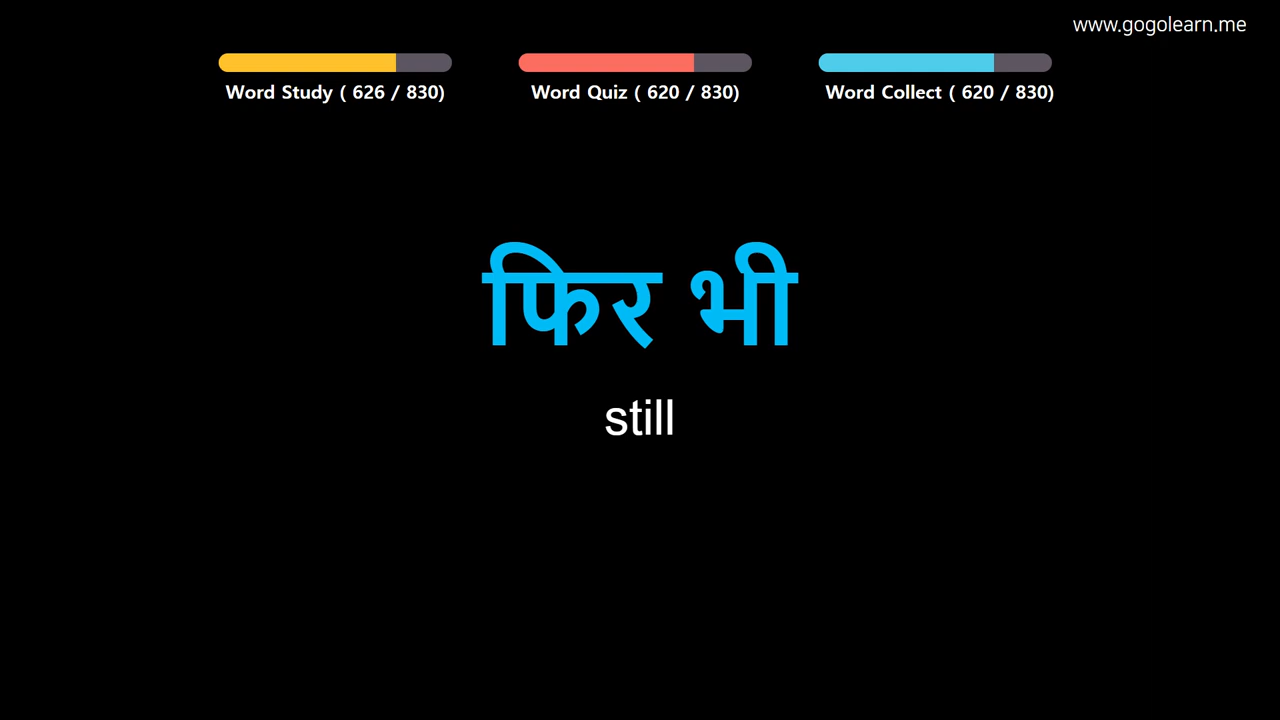 www.gogolearn.me
Word Study ( 626 / 830)
Word Quiz ( 620 / 830)
Word Collect ( 620 / 830)
फिर भी
still